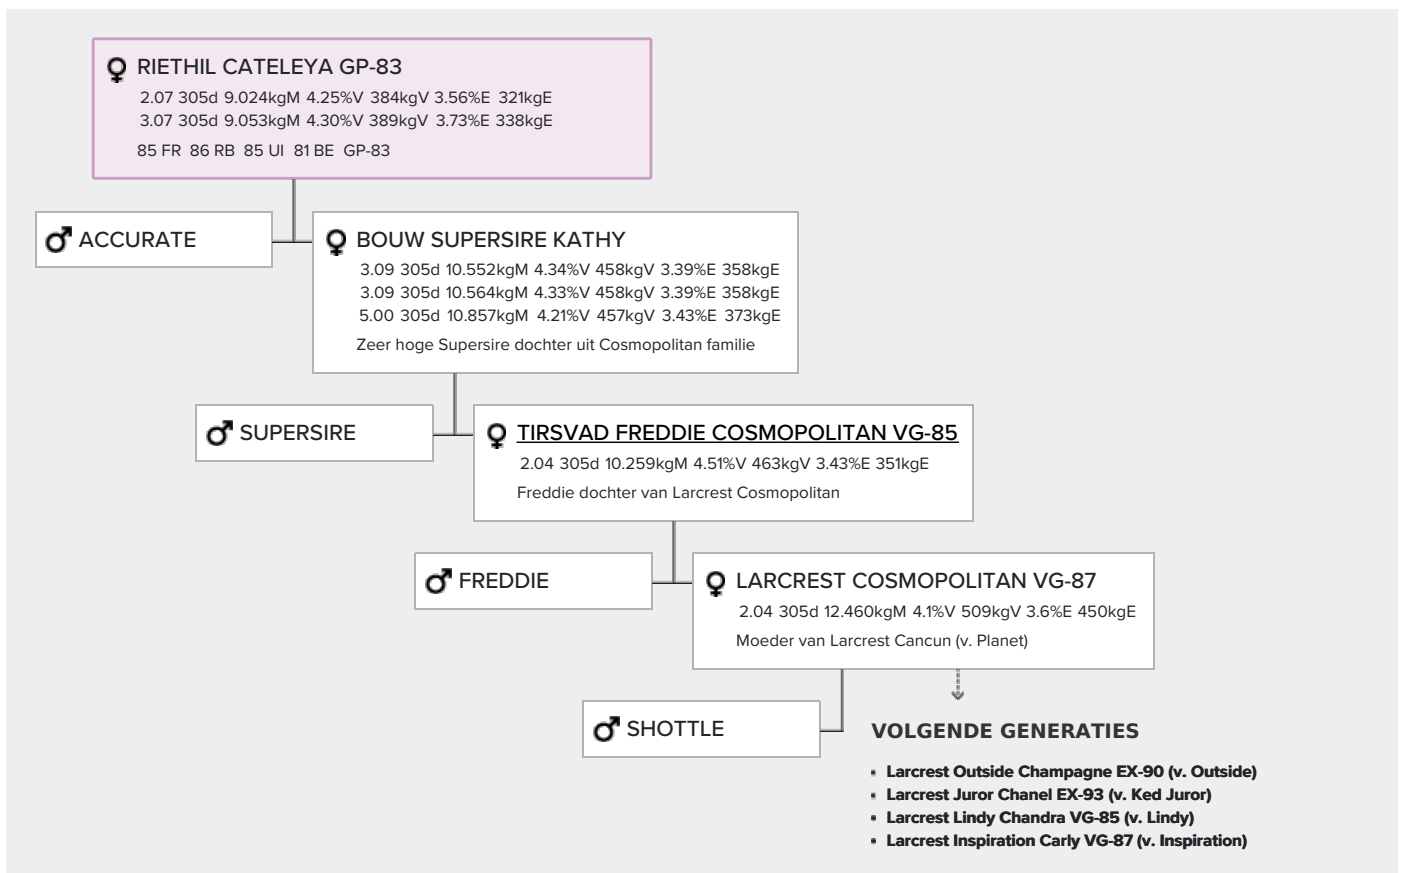 RIETHIL CATELEYA GP-83
2.07 305d 9.024kgM 4.25%V 384kgV 3.56%E 321kgE
3.07 305d 9.053kgM 4.30%V 389kgV 3.73%E 338kgE
85 FR 86 RB 85 UI 81 BE GP-83
ACCURATE
BOUW SUPERSIRE KATHY
3.09 305d 10.552kgM 4.34%V 458kgV 3.39%E 358kgE
3.09 305d 10.564kgM 4.33%V 458kgV 3.39%E 358kgE
5.00 305d 10.857kgM 4.21%V 457kgV 3.43%E 373kgE
Zeer hoge Supersire dochter uit Cosmopolitan familie
SUPERSIRE
TIRSVAD FREDDIE COSMOPOLITAN VG-85
2.04 305d 10.259kgM 4.51%V 463kgV 3.43%E 351kgE
Freddie dochter van Larcrest Cosmopolitan
FREDDIE
LARCREST COSMOPOLITAN VG-87
2.04 305d 12.460kgM 4.1%V 509kgV 3.6%E 450kgE
Moeder van Larcrest Cancun (v. Planet)
SHOTTLE
VOLGENDE GENERATIES
• Larcrest Outside Champagne EX-90 (v. Outside)
• Larcrest Juror Chanel EX-93 (v. Ked Juror)
• Larcrest Lindy Chandra VG-85 (v. Lindy)
• Larcrest Inspiration Carly VG-87 (v. Inspiration)